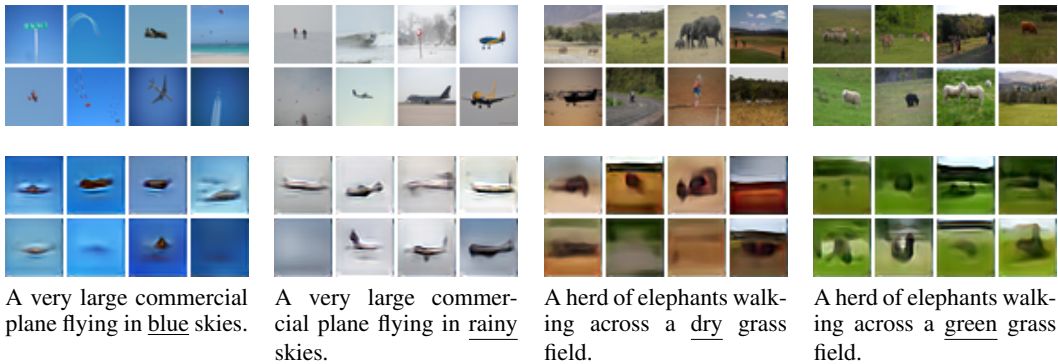 A very large commercial
plane flying in blue skies.
A very large commer-
cial plane flying in rainy
skies.
A herd of elephants walk-
ing across a dry grass
field.
A herd of elephants walk-
ing across a green grass
field.